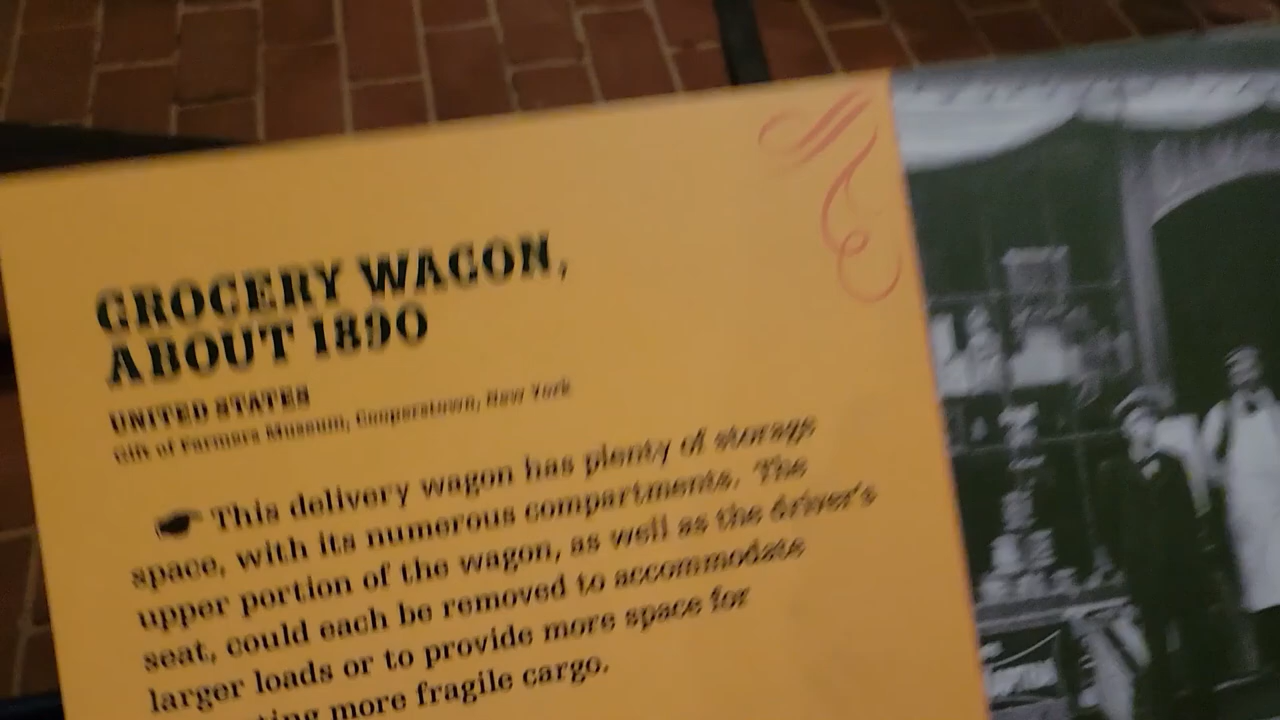 GROCERY WAGON,
ABOUT 1890
UNITED STATES
Gift of Farmers Museum, Cooperstown, New York
This delivery wagon has plenty of storage
space, with its numerous compartments. The
upper portion of the wagon, as well as the driver's
seat, could each be removed to accommodate
larger loads or to provide more space for
more fragile cargo.